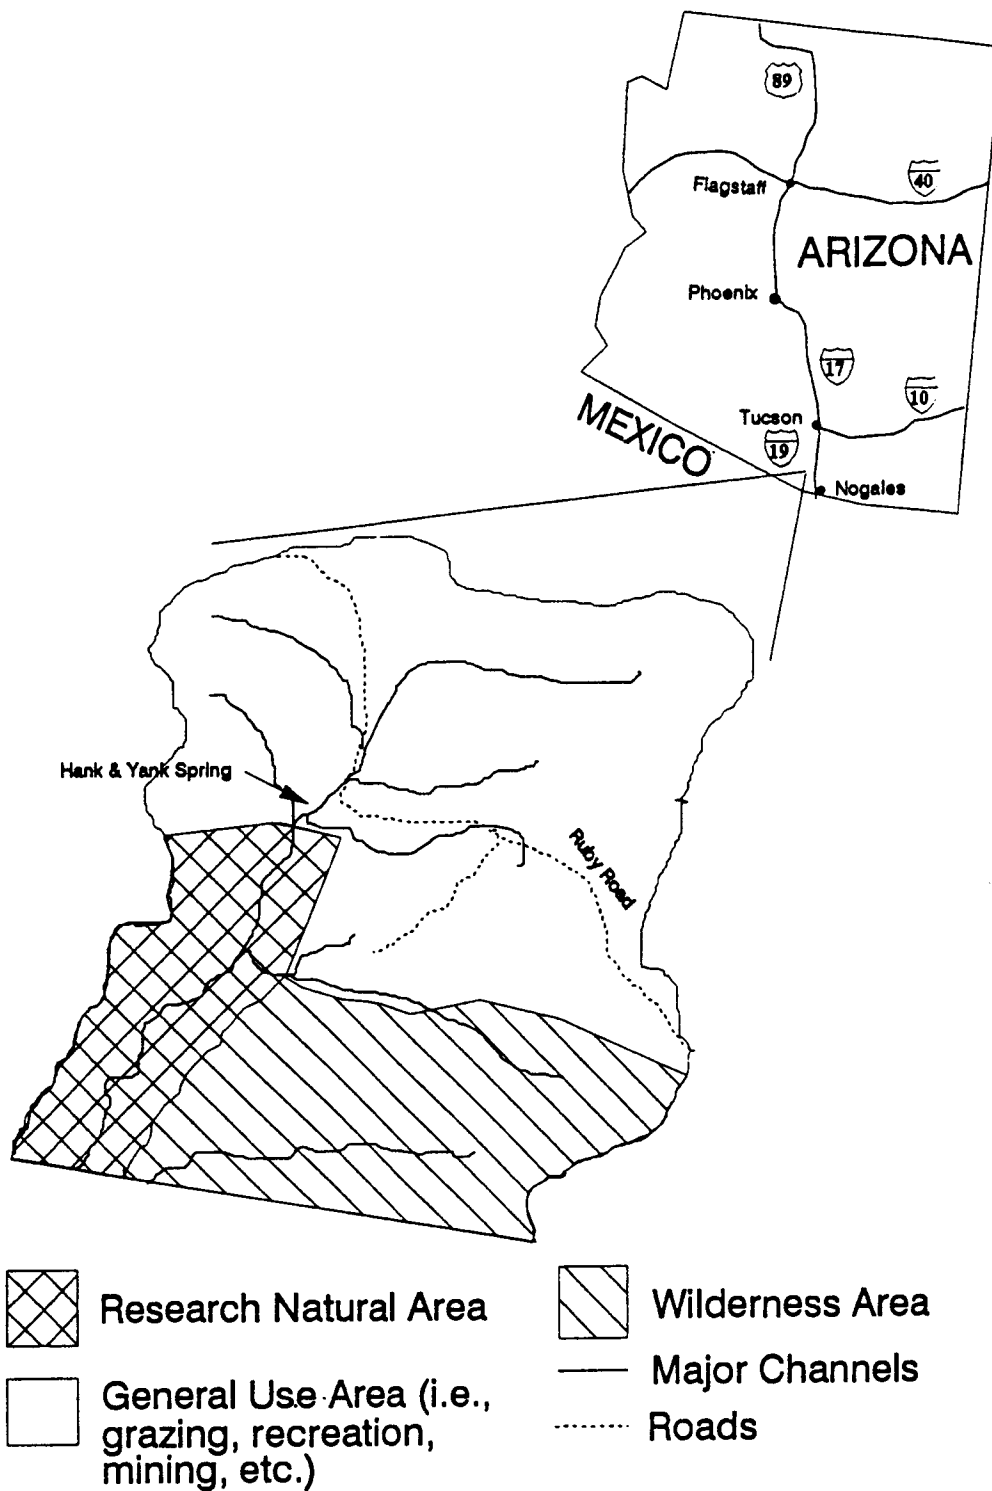 89
Flagstaff
40
ARIZONA
Phoenix
17
10
Tucson
MEXICO
19
Nogales
Hank & Yank Spring
Ruby Road
Research Natural Area
Wilderness Area
General Use Area (i.e.,
grazing, recreation,
mining, etc.)
Major Channels
Roads